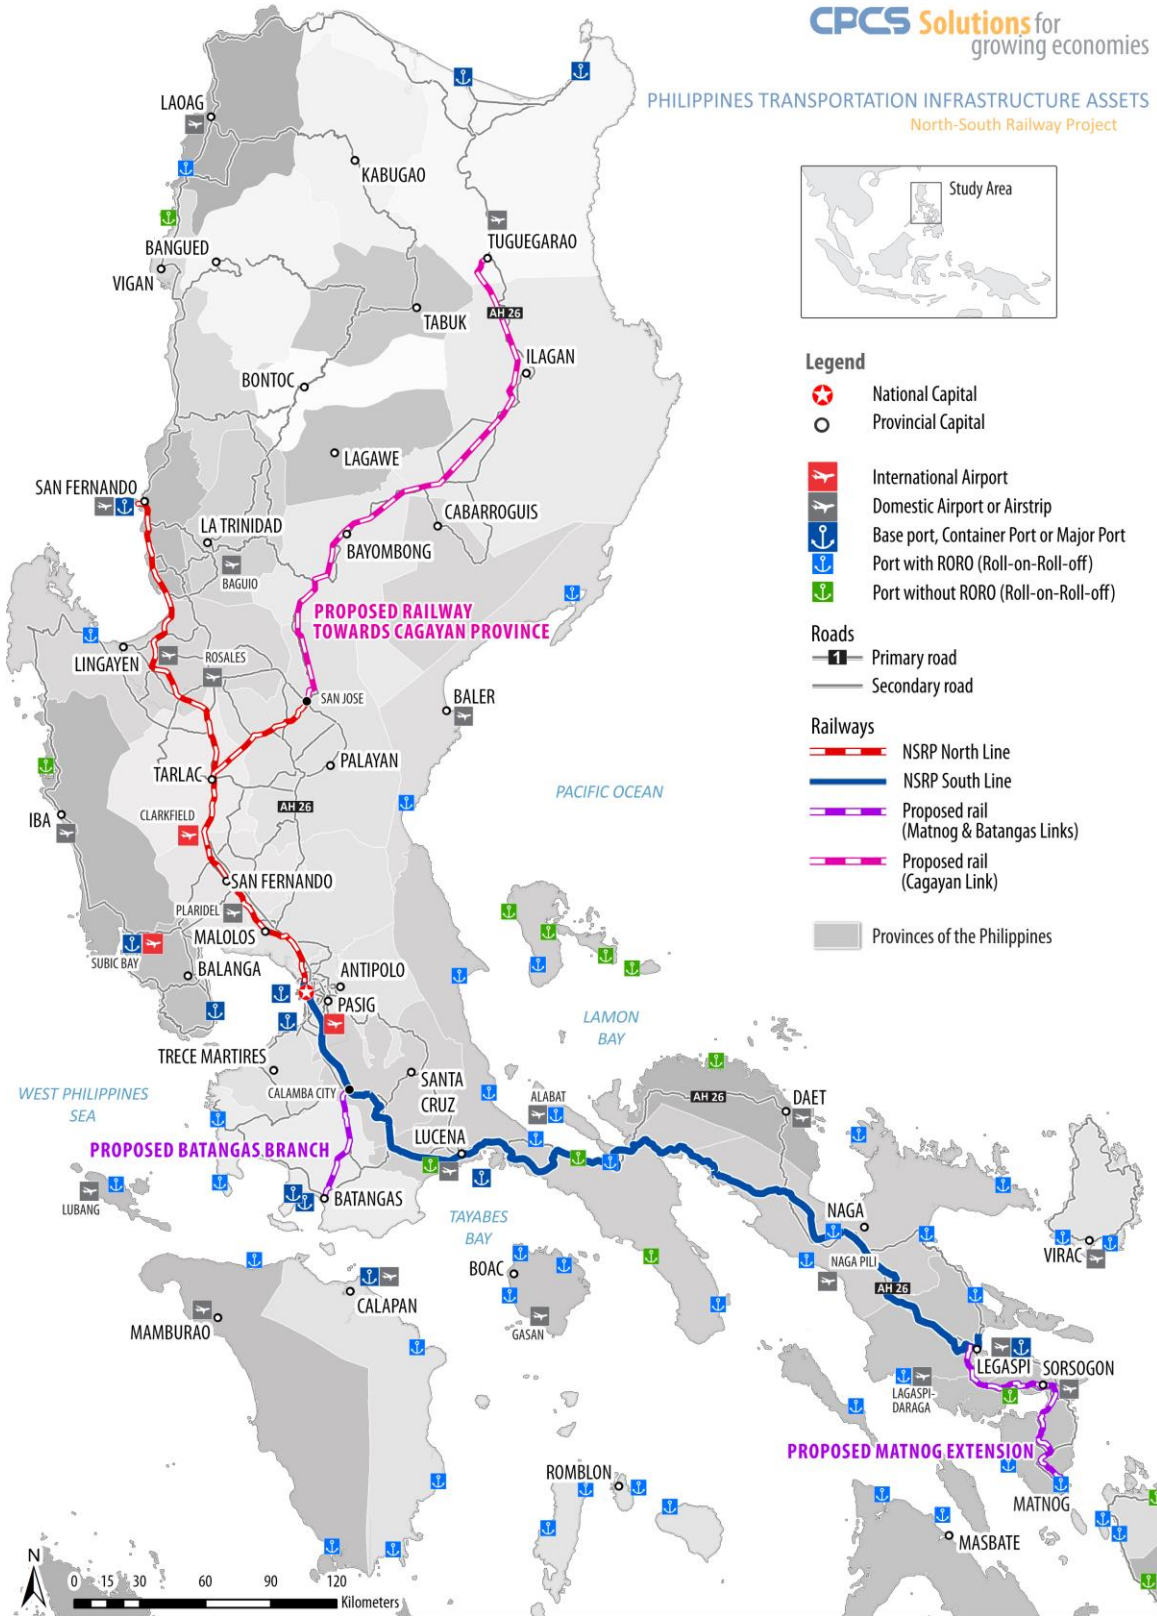 CPCS Solutions for
growing economies
PHILIPPINES TRANSPORTATION INFRASTRUCTURE ASSETS
North-South Railway Project
Study Area
Legend
National Capital
Provincial Capital
International Airport
Domestic Airport or Airstrip
Base port, Container Port or Major Port
Port with RORO (Roll-on-Roll-off)
Port without RORO (Roll-on-Roll-off)
Roads
1 Primary road
Secondary road
Railways
NSRP North Line
NSRP South Line
Proposed rail
(Matnog & Batangas Links)
Proposed rail
(Cagayan Link)
Provinces of the Philippines
LAOAG
KABUGAO
TUGUEGARAO
BANGUED
VIGAN
TABUK
AH 26
ILAGAN
BONTOC
LAGAWE
SAN FERNANDO
CABARROGUIS
LA TRINIDAD
BAYOMBONG
BAGUIO
PROPOSED RAILWAY
TOWARDS CAGAYAN PROVINCE
LINGAYEN
ROSALES
SAN JOSE
BALER
TARLAC
PALAYAN
PACIFIC OCEAN
AH 26
CLARKFIELD
IBA
SAN FERNANDO
PLARIDEL
MALOLOS
SUBIC BAY
BALANGA
ANTIPOLO
PASIG
LAMON
BAY
TRECE MARTIRES
WEST PHILIPPINES
SEA
CALAMBA CITY
SANTA
CRUZ
ALABAT
AH 26
DAET
PROPOSED BATANGAS BRANCH
LUCENA
LUBANG
BATANGAS
TAYABES
BAY
NAGA
NAGA PILI
VIRAC
BOAC
CALAPAN
AH 26
MAMBURAO
GASAN
LEGASPI
SORSOGON
LAGASPI-
DARAGA
PROPOSED MATNOG EXTENSION
ROMBLON
MATNOG
MASBATE
N
0 15 30 60 90 120
Kilometers